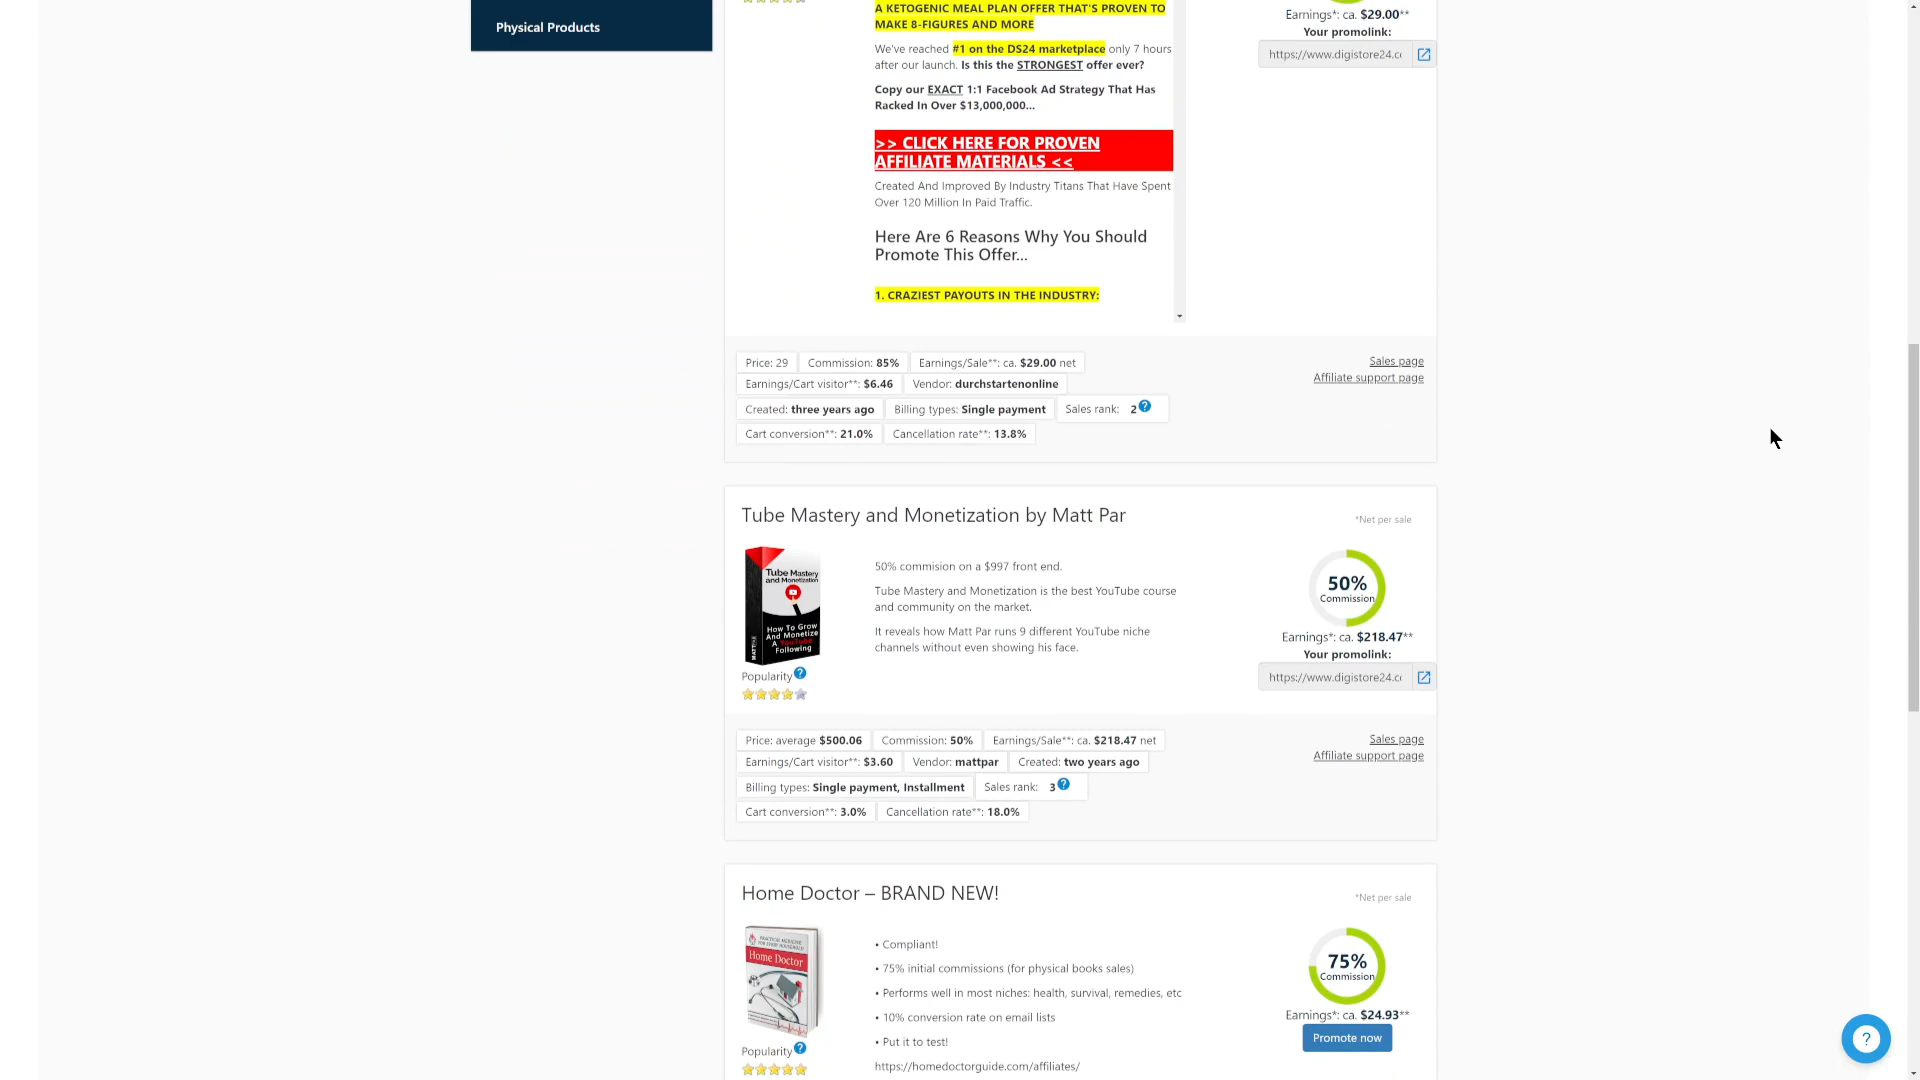 Physical Products
A KETOGENIC MEAL PLAN OFFER THAT'S PROVEN TO
MAKE 8-FIGURES AND MORE
We've reached #1 on the DS24 marketplace only 7 hours
after our launch. Is this the STRONGEST offer ever?
Copy our EXACT 1:1 Facebook Ad Strategy That Has
Racked In Over $13,000,000...
>> CLICK HERE FOR PROVEN
AFFILIATE MATERIALS <<
Created And Improved By Industry Titans That Have Spent
Over 120 Million In Paid Traffic.
Here Are 6 Reasons Why You Should
Promote This Offer...
1. CRAZIEST PAYOUTS IN THE INDUSTRY:
Earnings*: ca. $29.00**
Your promolink:
https://www.digistore24.co
Price: 29 Commission: 85% Earnings/Sale**: ca. $29.00 net
Earnings/Cart visitor**: $6.46 Vendor: durchstartenonline
Created: three years ago Billing types: Single payment Sales rank: 2 ?
Cart conversion**: 21.0% Cancellation rate**: 13.8%
Sales page
Affiliate support page
Tube Mastery and Monetization by Matt Par
*Net per sale
Tube Mastery
and Monetization
How To Grow
And Monetize
A YouTube
Following
MATT PAR
Popularity ?
50% commision on a $997 front end.
Tube Mastery and Monetization is the best YouTube course
and community on the market.
It reveals how Matt Par runs 9 different YouTube niche
channels without even showing his face.
50%
Commission
Earnings*: ca. $218.47**
Your promolink:
https://www.digistore24.co
Price: average $500.06 Commission: 50% Earnings/Sale**: ca. $218.47 net
Earnings/Cart visitor**: $3.60 Vendor: mattpar Created: two years ago
Billing types: Single payment, Installment Sales rank: 3 ?
Cart conversion**: 3.0% Cancellation rate**: 18.0%
Sales page
Affiliate support page
Home Doctor – BRAND NEW!
*Net per sale
PRACTICAL MEDICINE
FOR EVERY HOUSEHOLD
Home Doctor
Popularity ?
• Compliant!
• 75% initial commissions (for physical books sales)
• Performs well in most niches: health, survival, remedies, etc
• 10% conversion rate on email lists
• Put it to test!
https://homedoctorguide.com/affiliates/
75%
Commission
Earnings*: ca. $24.93**
Promote now
?